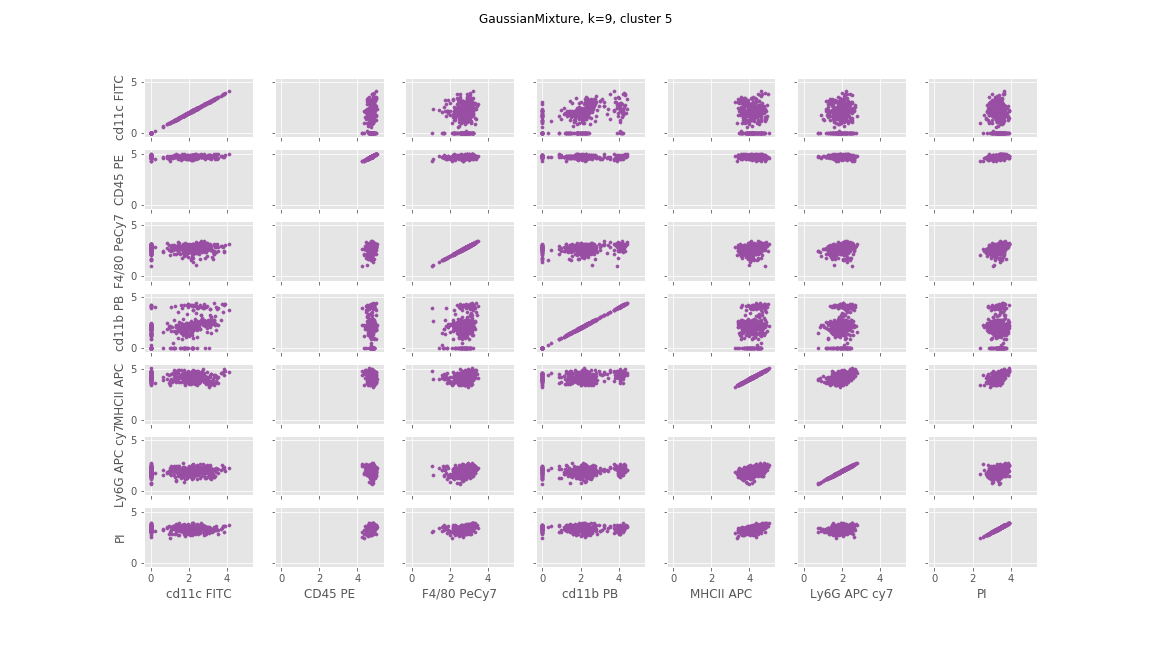 GaussianMixture, k=9, cluster 5
cd11c FITC
5
0
CD45 PE
5
0
F4/80 PeCy7
5
0
cd11b PB
5
0
MHCII APC
5
0
Ly6G APC cy7
5
0
PI
5
0
0 2 4 0 2 4 0 2 4 0 2 4 0 2 4 0 2 4 0 2 4
cd11c FITC CD45 PE F4/80 PeCy7 cd11b PB MHCII APC Ly6G APC cy7 PI